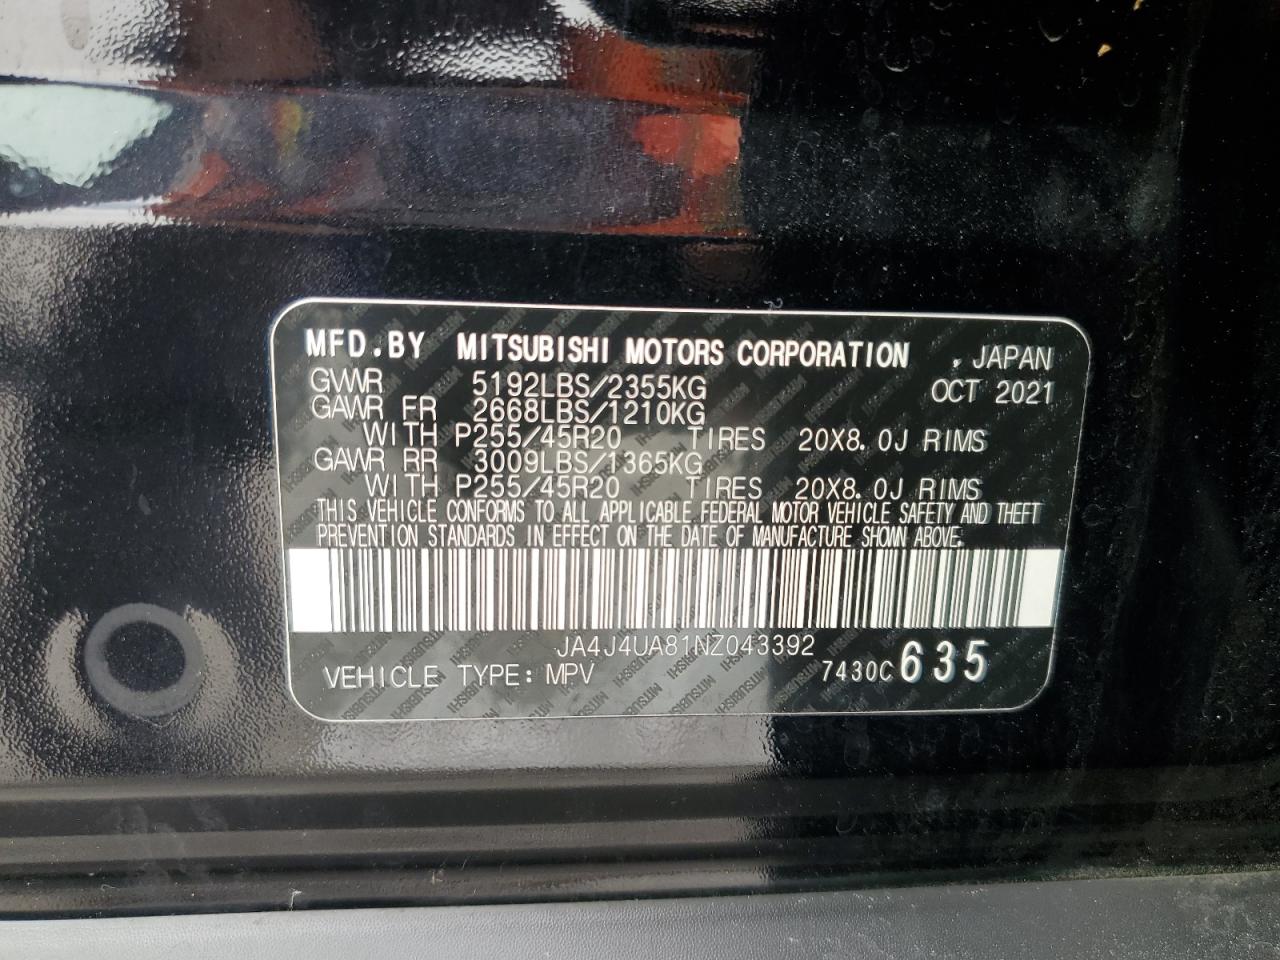 MFD.BY MITSUBISHI MOTORS CORPORATION , JAPAN
GVWR 5192LBS/2355KG OCT 2021
GAWR FR 2668LBS/1210KG
WITH P255/45R20 TIRES 20X8.0J RIMS
GAWR RR 3009LBS/1365KG
WITH P255/45R20 TIRES 20X8.0J RIMS
THIS VEHICLE CONFORMS TO ALL APPLICABLE FEDERAL MOTOR VEHICLE SAFETY AND THEFT
PREVENTION STANDARDS IN EFFECT ON THE DATE OF MANUFACTURE SHOWN ABOVE.
JA4J4UA81NZ043392
VEHICLE TYPE: MPV 7430C 635